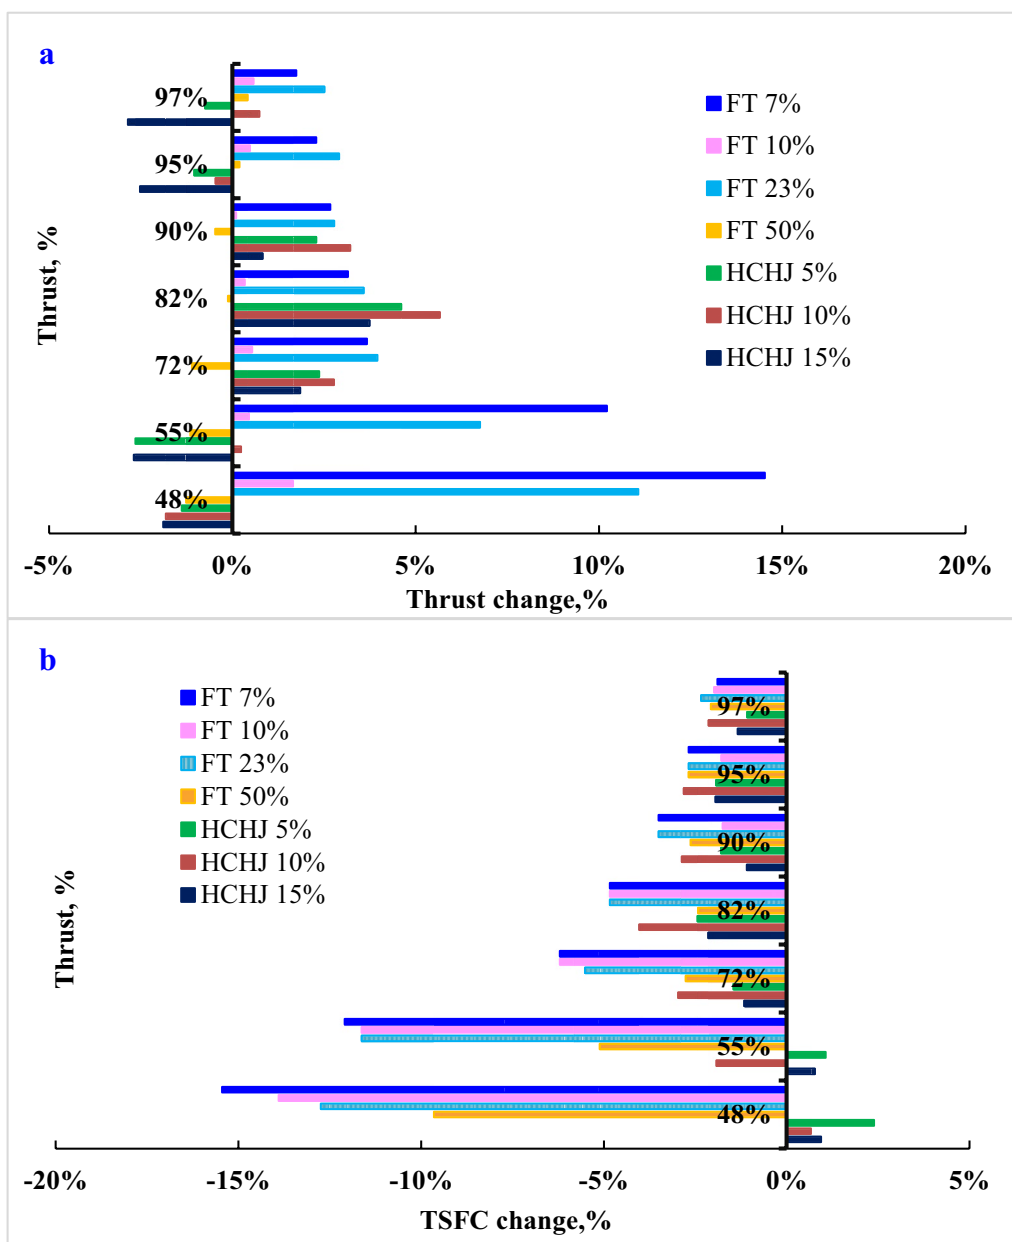 a
97%
95%
90%
82%
72%
55%
48%
Thrust, %
FT 7%
FT 10%
FT 23%
FT 50%
HCHJ 5%
HCHJ 10%
HCHJ 15%
-5% 0% 5% 10% 15% 20%
Thrust change,%
b
FT 7%
FT 10%
FT 23%
FT 50%
HCHJ 5%
HCHJ 10%
HCHJ 15%
Thrust, %
97%
95%
90%
82%
72%
55%
48%
-20% -15% -10% -5% 0% 5%
TSFC change,%